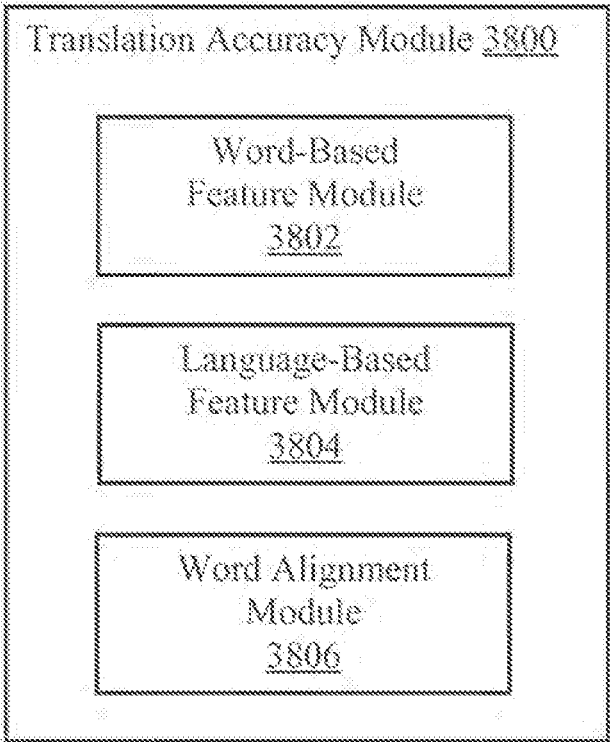 Translation Accuracy Module 3800
Word-Based
Feature Module
3802
Language-Based
Feature Module
3804
Word Alignment
Module
3806